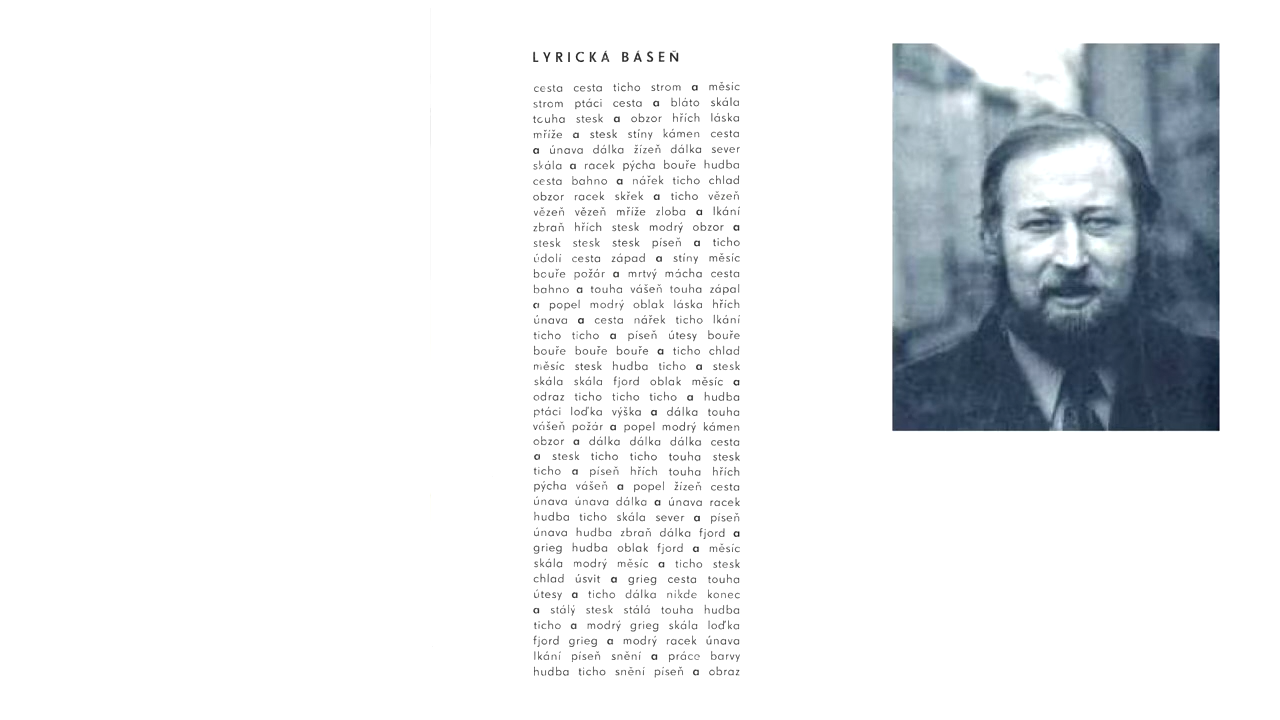 LYRICKÁ BÁSEŇ
cesta cesta ticho strom a měsíc
strom ptáci cesta a bláto skála
touha stesk a obzor hřích láska
mříže a stesk stíny kámen cesta
a únava dálka žízeň dálka sever
skála a racek pýcha bouře hudba
cesta bahno a nářek ticho chlad
obzor racek skřek a ticho vězeň
vězeň vězeň mříže zloba a lkání
zbraň hřích stesk modrý obzor a
stesk stesk stesk píseň a ticho
údolí cesta západ a stíny měsíc
bouře požár a mrtvý mácha cesta
bahno a touha vášeň touha zápal
a popel modrý oblak láska hřích
únava a cesta nářek ticho lkání
ticho ticho a píseň útesy bouře
bouře bouře bouře a ticho chlad
měsíc stesk hudba ticho a stesk
skála skála fjord oblak měsíc a
odraz ticho ticho ticho a hudba
ptáci loďka výška a dálka touha
vášeň požár a popel modrý kámen
obzor a dálka dálka dálka cesta
a stesk ticho ticho touha stesk
ticho a píseň hřích touha hřích
pýcha vášeň a popel žízeň cesta
únava únava dálka a únava racek
hudba ticho skála sever a píseň
únava hudba zbraň dálka fjord a
grieg hudba oblak fjord a měsíc
skála modrý měsíc a ticho stesk
chlad úsvit a grieg cesta touha
útesy a ticho dálka nikde konec
a stálý stesk stálá touha hudba
ticho a modrý grieg skála loďka
fjord grieg a modrý racek únava
lkání píseň snění a práce barvy
hudba ticho snění píseň a obraz